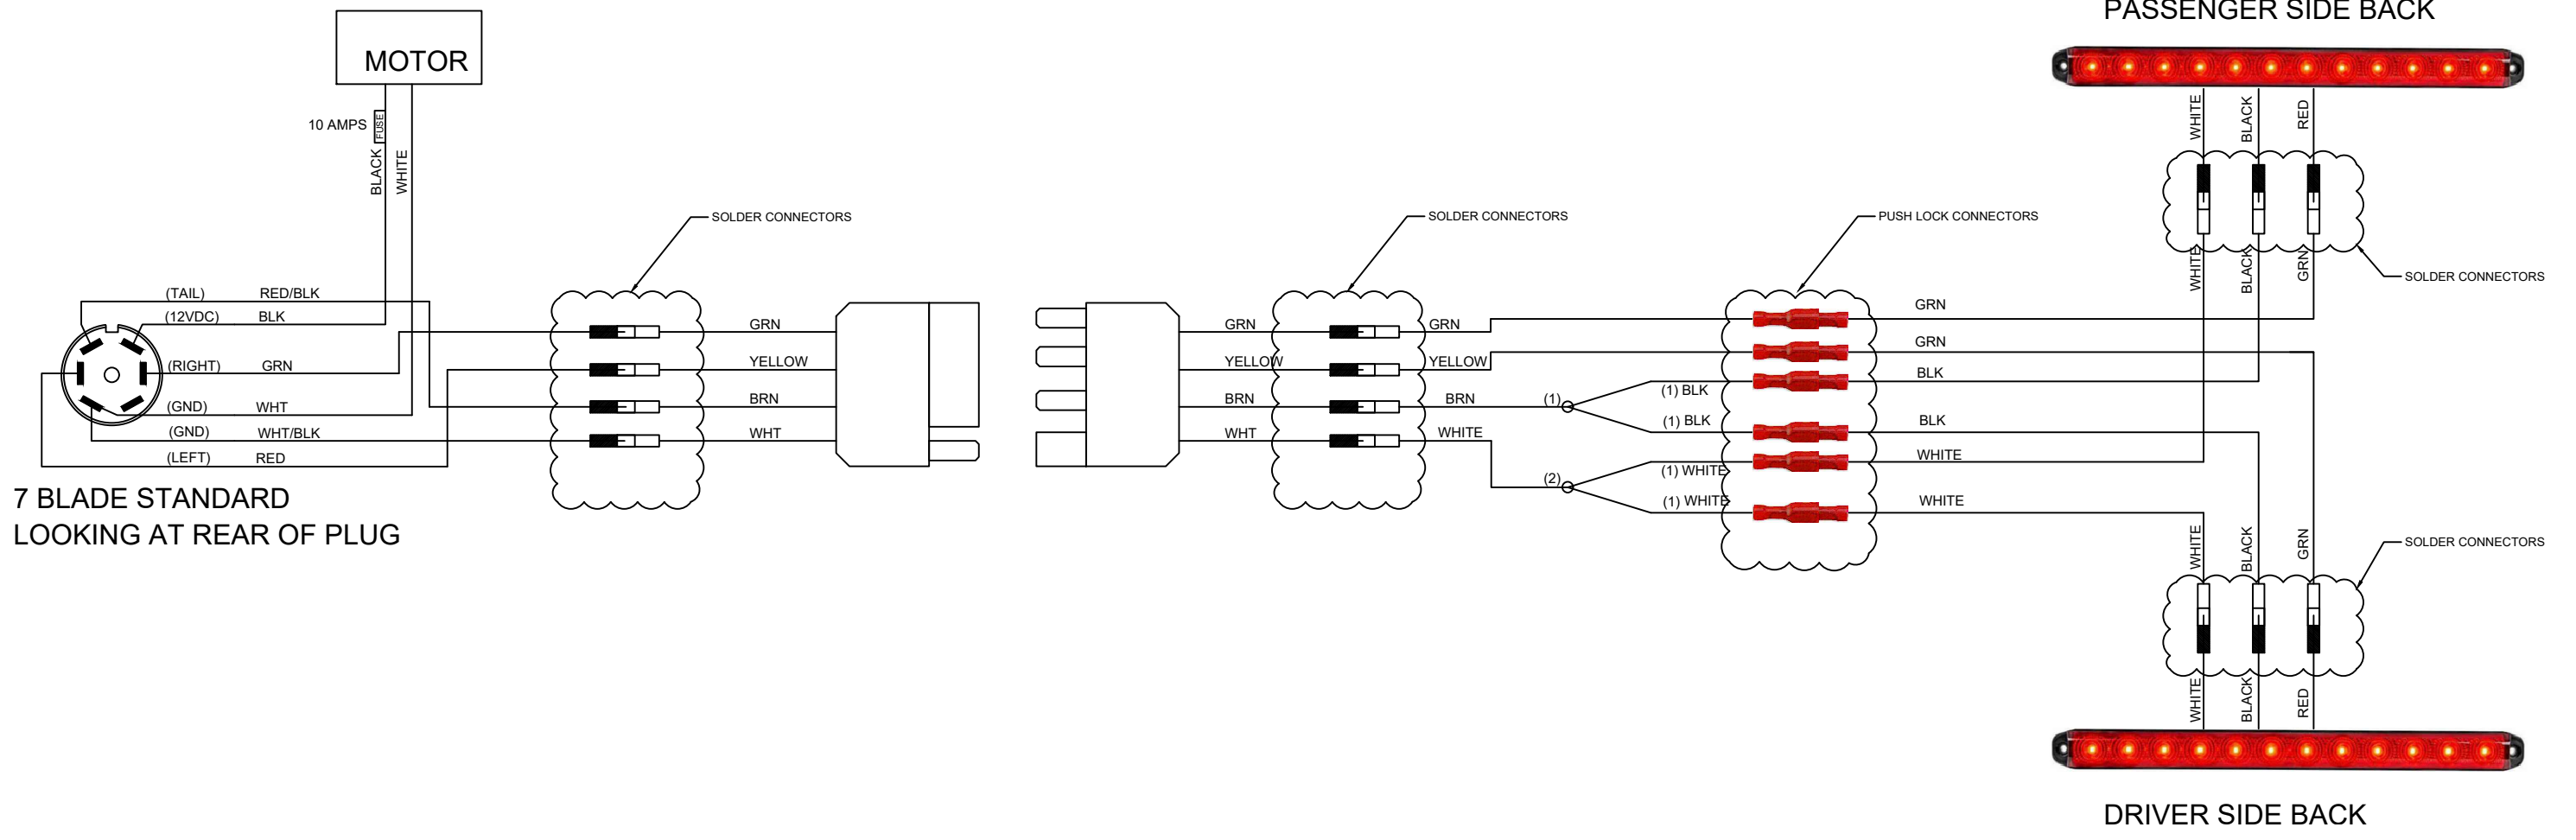 PASSENGER SIDE BACK
MOTOR
10 AMPS
FUSE
BLACK
WHITE
WHITE
BLACK
RED
SOLDER CONNECTORS
SOLDER CONNECTORS
PUSH LOCK CONNECTORS
WHITE
BLACK
GRN
SOLDER CONNECTORS
(TAIL) RED/BLK
(12VDC) BLK
(RIGHT) GRN
(GND) WHT
(GND) WHT/BLK
(LEFT) RED
GRN
YELLOW
BRN
WHT
GRN
YELLOW
BRN
WHT
GRN
YELLOW
BRN
WHITE
(1)
(2)
(1) BLK
(1) BLK
(1) WHITE
(1) WHITE
GRN
GRN
BLK
BLK
WHITE
WHITE
7 BLADE STANDARD
LOOKING AT REAR OF PLUG
WHITE
BLACK
GRN
SOLDER CONNECTORS
WHITE
BLACK
RED
DRIVER SIDE BACK